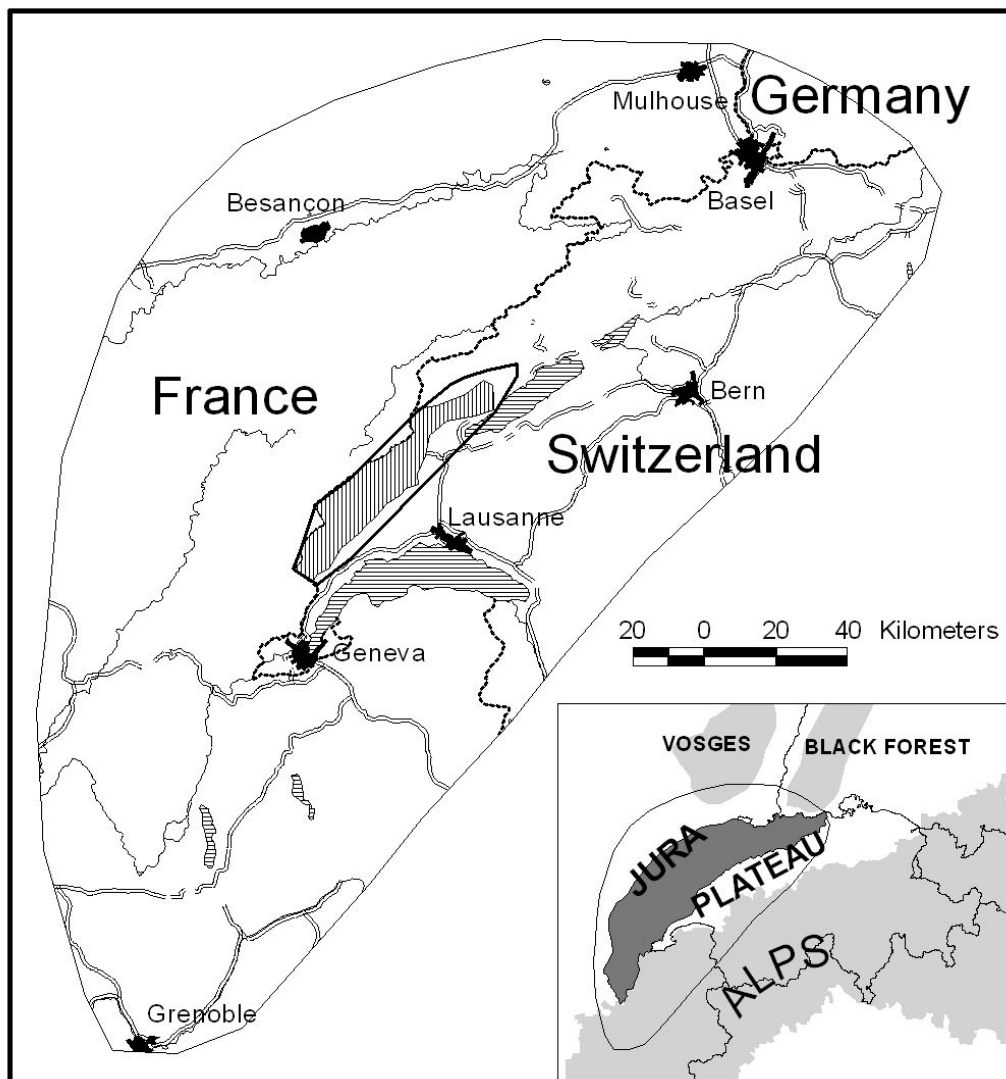 Mulhouse
Germany
Basel
Besançon
France
Bern
Switzerland
Lausanne
Geneva
20 0 20 40 Kilometers
Grenoble
VOSGES
BLACK FOREST
JURA
PLATEAU
ALPS